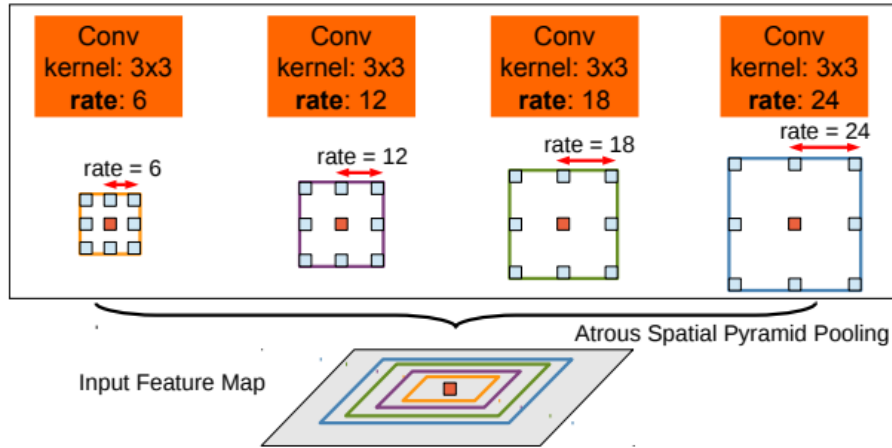 Conv
kernel: 3x3
rate: 6
Conv
kernel: 3x3
rate: 12
Conv
kernel: 3x3
rate: 18
Conv
kernel: 3x3
rate: 24
rate = 6
rate = 12
rate = 18
rate = 24
Atrous Spatial Pyramid Pooling
Input Feature Map